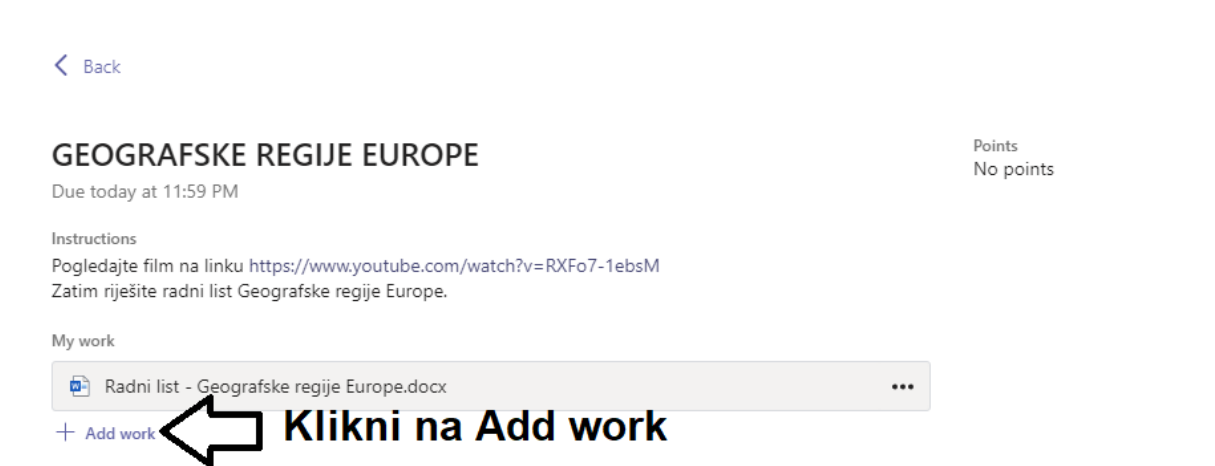 Back
GEOGRAFSKE REGIJE EUROPE
Due today at 11:59 PM
Points
No points
Instructions
Pogledajte film na linku https://www.youtube.com/watch?v=RXFo7-1ebsM
Zatim riješite radni list Geografske regije Europe.
My work
Radni list - Geografske regije Europe.docx
+ Add work
Klikni na Add work